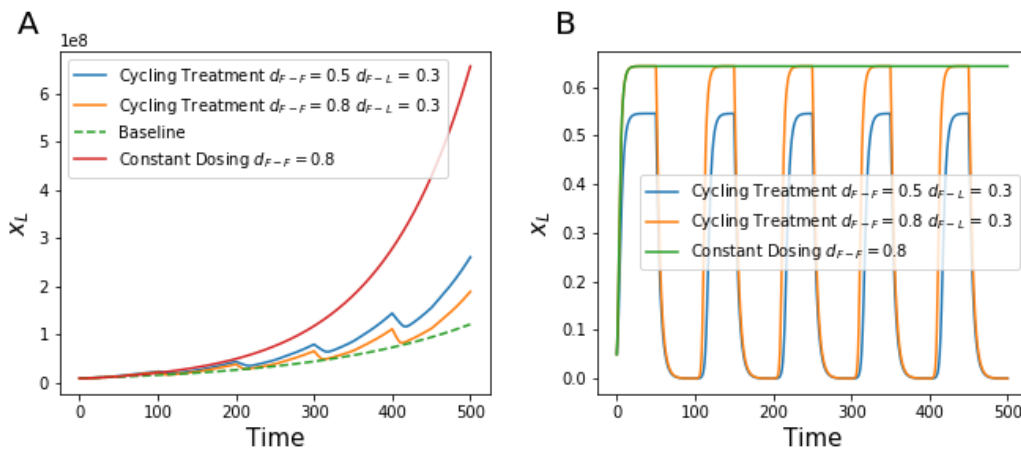 A
1e8
Cycling Treatment d_{F−F} = 0.5 d_{F−L} = 0.3
Cycling Treatment d_{F−F} = 0.8 d_{F−L} = 0.3
Baseline
Constant Dosing d_{F−F} = 0.8
6
5
4
3
2
1
0
x_L
0 100 200 300 400 500
Time
B
0.6
0.5
0.4
0.3
0.2
0.1
0.0
x_L
Cycling Treatment d_{F−F} = 0.5 d_{F−L} = 0.3
Cycling Treatment d_{F−F} = 0.8 d_{F−L} = 0.3
Constant Dosing d_{F−F} = 0.8
0 100 200 300 400 500
Time